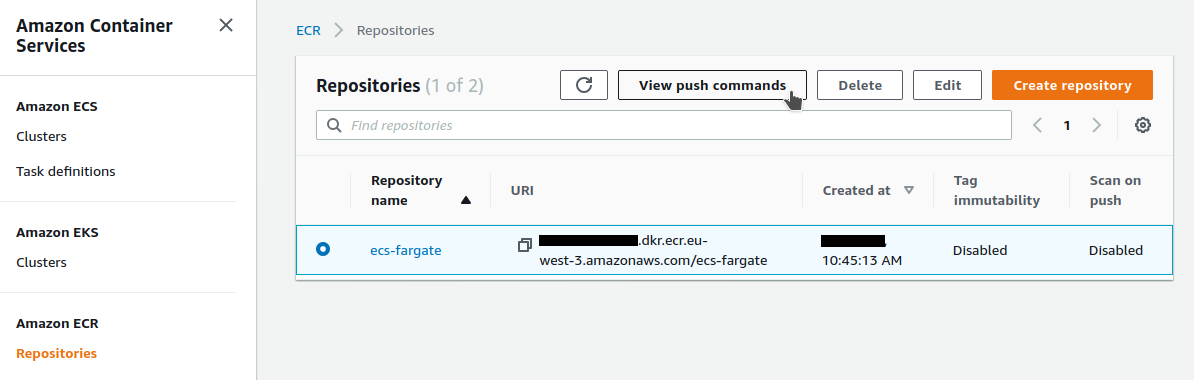 Amazon Container
Services
Amazon ECS
Clusters
Task definitions
Amazon EKS
Clusters
Amazon ECR
Repositories
ECR
Repositories
Repositories (1 of 2)
View push commands
Delete
Edit
Create repository
Find repositories
1
Repository
name
URI
Created at
Tag
immutability
Scan on
push
ecs-fargate
.dkr.ecr.eu-
west-3.amazonaws.com/ecs-fargate
10:45:13 AM
Disabled
Disabled